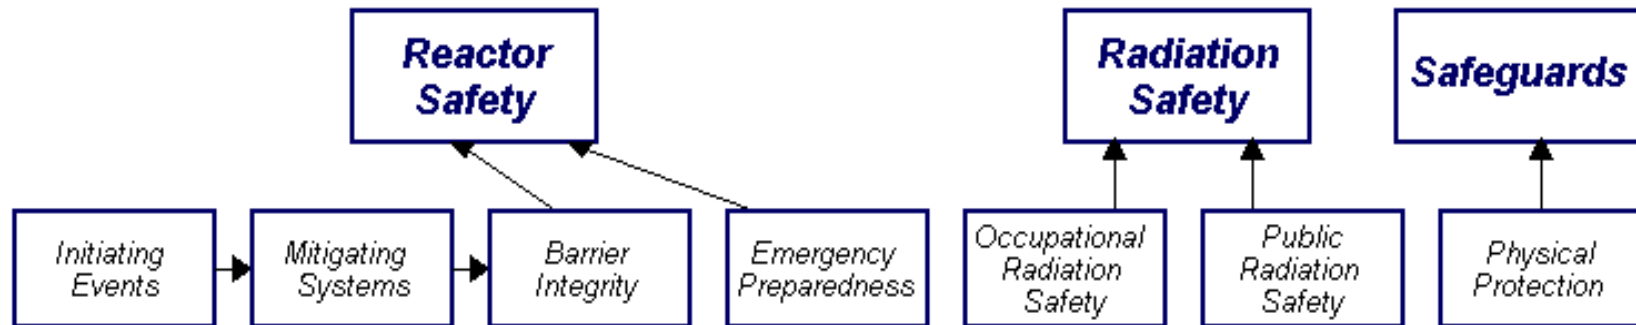 Reactor
Safety
Radiation
Safety
Safeguards
Initiating
Events
Mitigating
Systems
Barrier
Integrity
Emergency
Preparedness
Occupational
Radiation
Safety
Public
Radiation
Safety
Physical
Protection